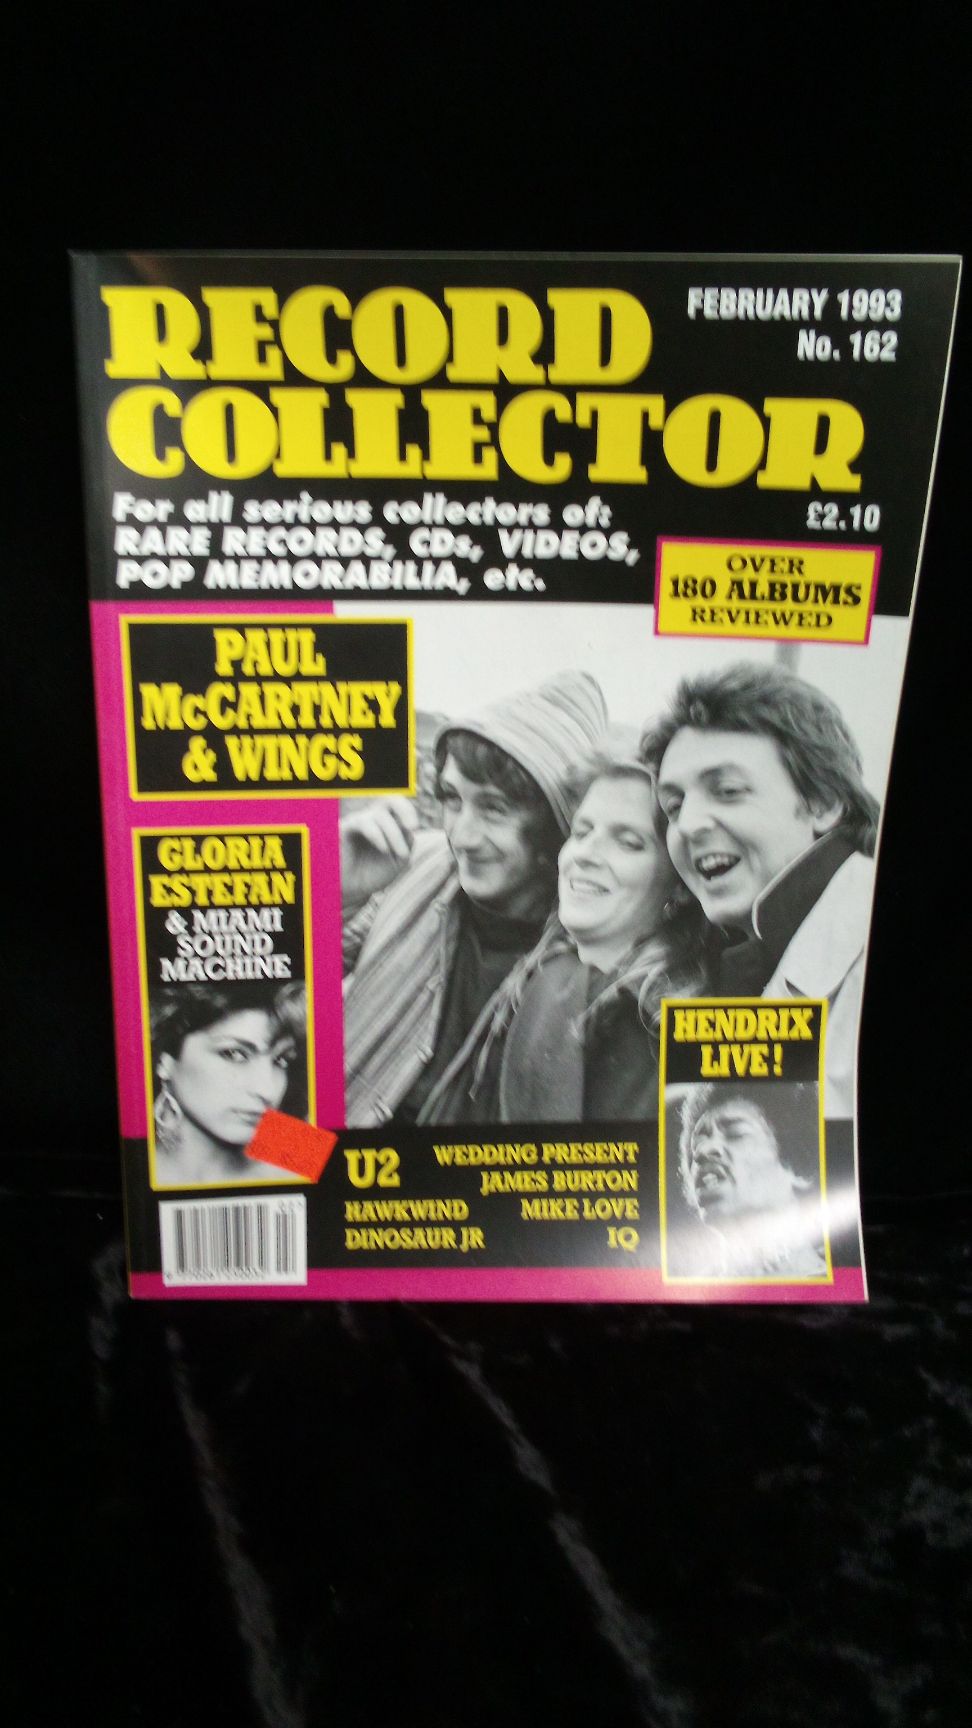 RECORD
COLLECTOR
FEBRUARY 1993
No. 162
For all serious collectors of:
RARE RECORDS, CDs, VIDEOS,
POP MEMORABILIA, etc.
£2.10
OVER
180 ALBUMS
REVIEWED
PAUL
McCARTNEY
& WINGS
GLORIA
ESTEFAN
& MIAMI
SOUND
MACHINE
HENDRIX
LIVE!
U2
HAWKWIND
DINOSAUR JR
WEDDING PRESENT
JAMES BURTON
MIKE LOVE
IQ